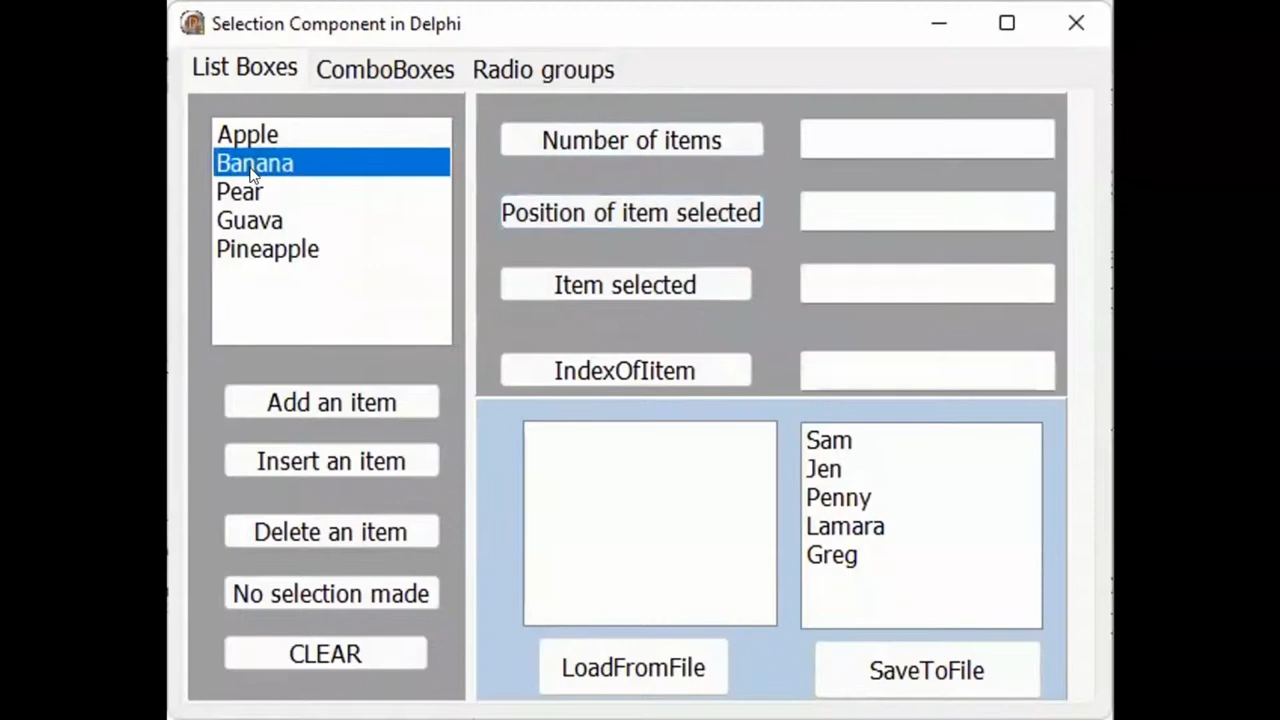 Selection Component in Delphi
List Boxes ComboBoxes Radio groups
Apple
Banana
Pear
Guava
Pineapple
Add an item
Insert an item
Delete an item
No selection made
CLEAR
Number of items
Position of item selected
Item selected
IndexOfIitem
Sam
Jen
Penny
Lamara
Greg
LoadFromFile
SaveToFile